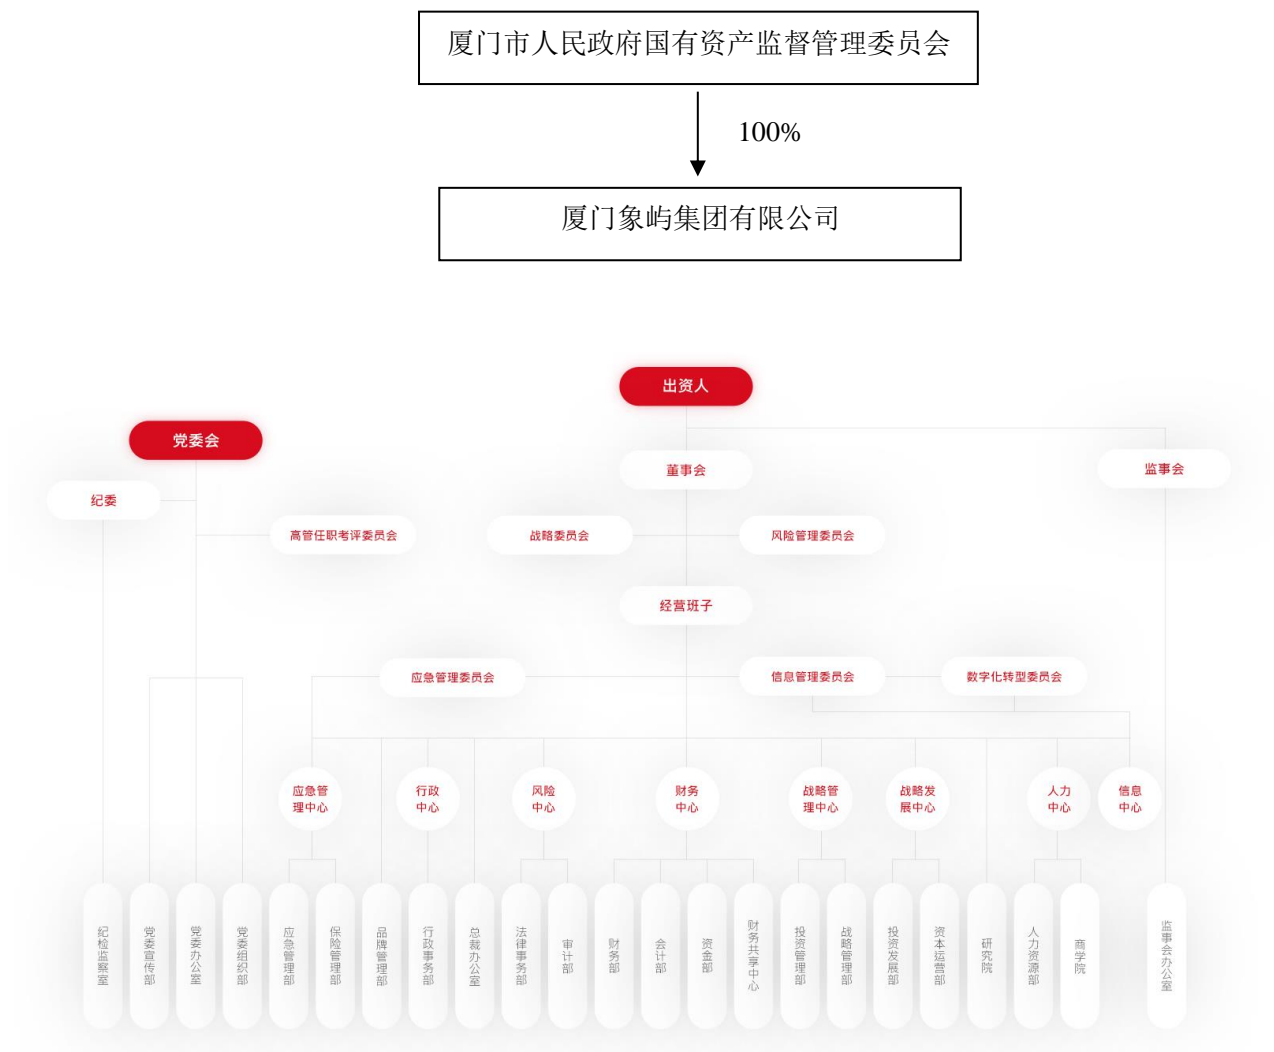 厦门市人民政府国有资产监督管理委员会
100%
厦门象屿集团有限公司
出资人
党委会
董事会
监事会
纪委
高管任职考评委员会
战略委员会
风险管理委员会
经营班子
应急管理委员会
信息管理委员会
数字化转型委员会
应急管
理中心
行政
中心
风险
中心
财务
中心
战略管
理中心
战略发
展中心
人力
中心
信息
中心
纪检监察室
党委宣传部
党委办公室
党委组织部
应急管理部
保险管理部
品牌管理部
行政事务部
总裁办公室
法律事务部
审计部
财务部
会计部
资金部
财务共享中心
投资管理部
战略管理部
投资发展部
资本运营部
研究院
人力资源部
商学院
监事会办公室